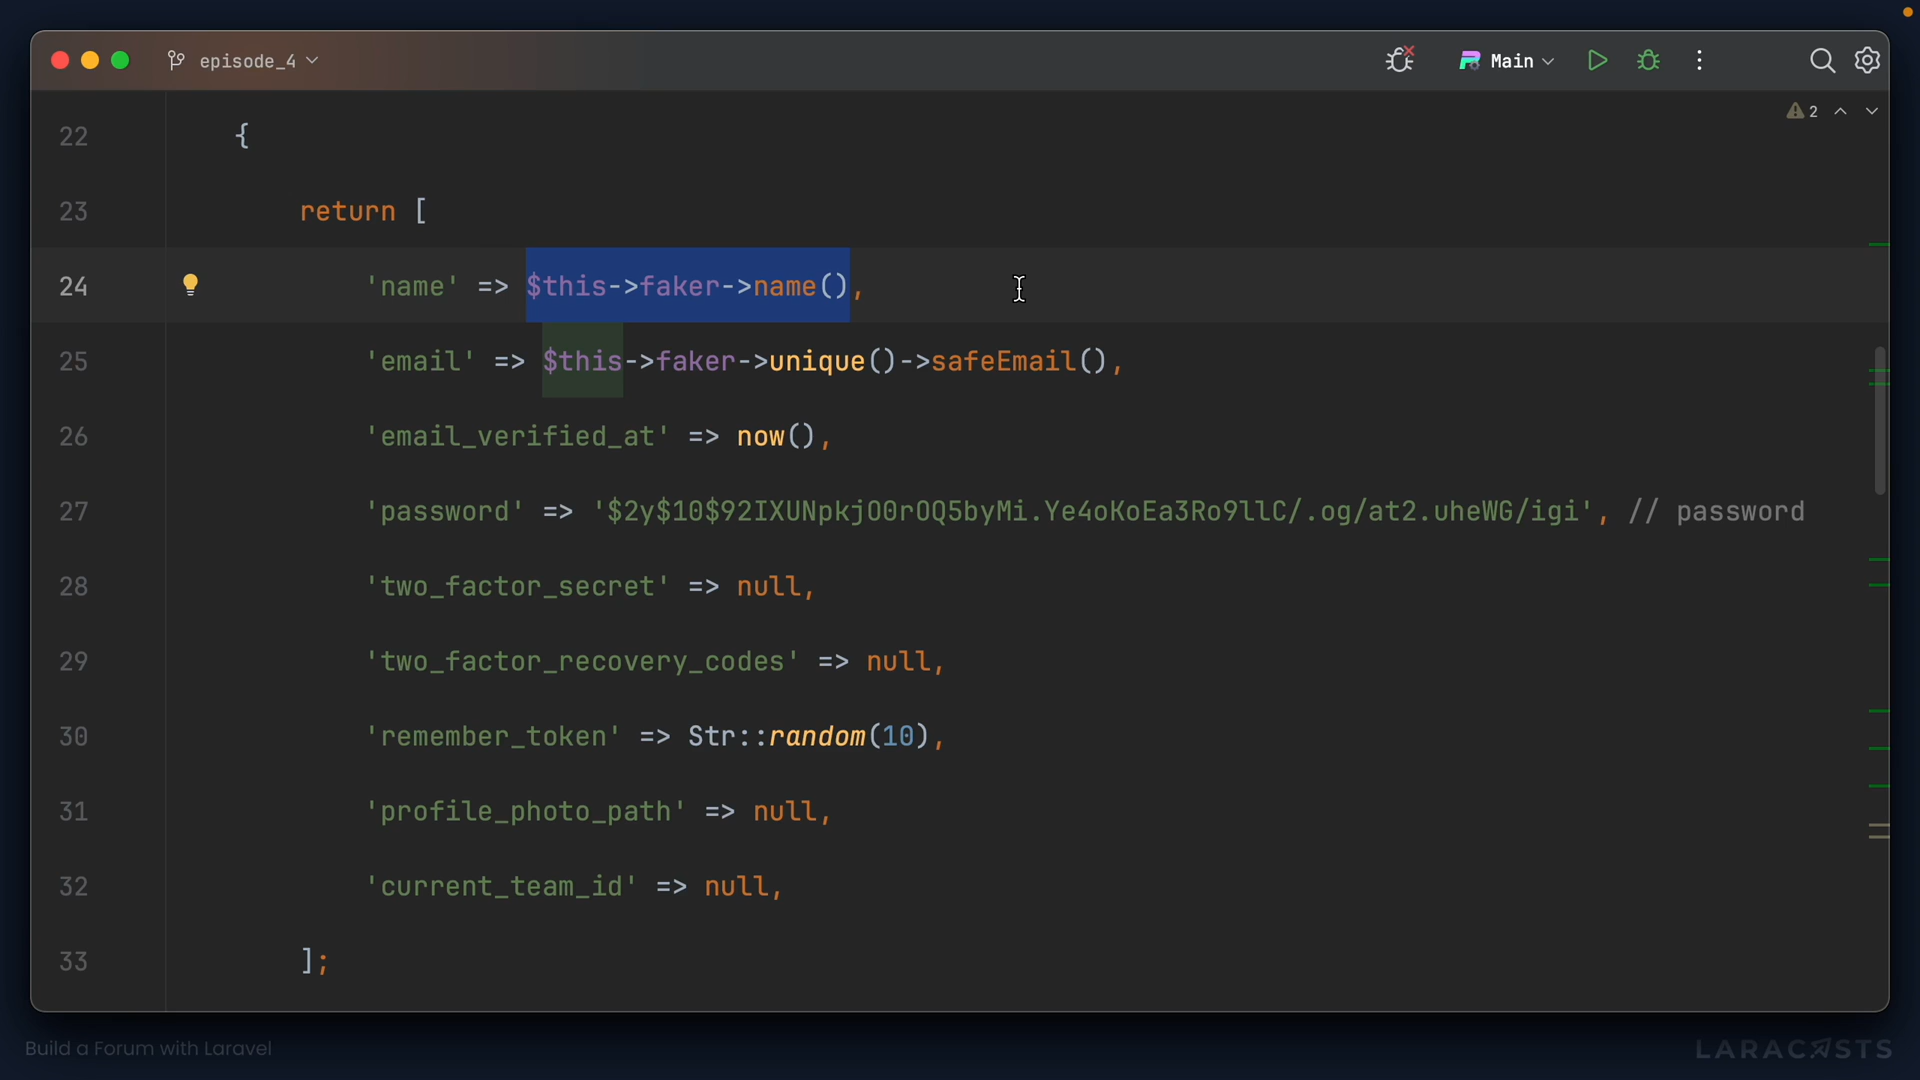 episode_4
Main
2
22 {
23 return [
24 'name' => $this->faker->name(),
25 'email' => $this->faker->unique()->safeEmail(),
26 'email_verified_at' => now(),
27 'password' => '$2y$10$92IXUNpkjO0rOQ5byMi.Ye4oKoEa3Ro9llC/.og/at2.uheWG/igi', // password
28 'two_factor_secret' => null,
29 'two_factor_recovery_codes' => null,
30 'remember_token' => Str::random(10),
31 'profile_photo_path' => null,
32 'current_team_id' => null,
33 ];
Build a Forum with Laravel
LARACASTS